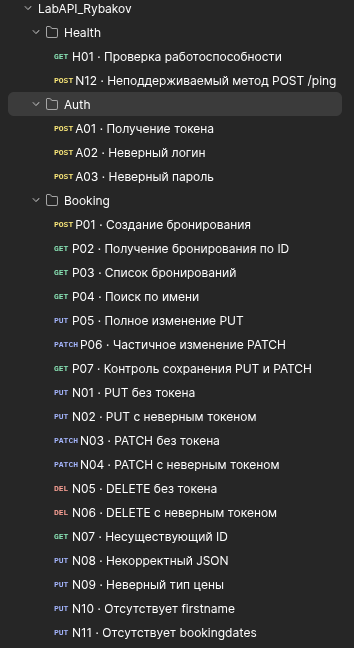 LabAPI_Rybakov
Health
GET H01 · Проверка работоспособности
POST N12 · Неподдерживаемый метод POST /ping
Auth
POST A01 · Получение токена
POST A02 · Неверный логин
POST A03 · Неверный пароль
Booking
POST P01 · Создание бронирования
GET P02 · Получение бронирования по ID
GET P03 · Список бронирований
GET P04 · Поиск по имени
PUT P05 · Полное изменение PUT
PATCH P06 · Частичное изменение PATCH
GET P07 · Контроль сохранения PUT и PATCH
PUT N01 · PUT без токена
PUT N02 · PUT с неверным токеном
PATCH N03 · PATCH без токена
PATCH N04 · PATCH с неверным токеном
DEL N05 · DELETE без токена
DEL N06 · DELETE с неверным токеном
GET N07 · Несуществующий ID
PUT N08 · Некорректный JSON
PUT N09 · Неверный тип цены
PUT N10 · Отсутствует firstname
PUT N11 · Отсутствует bookingdates